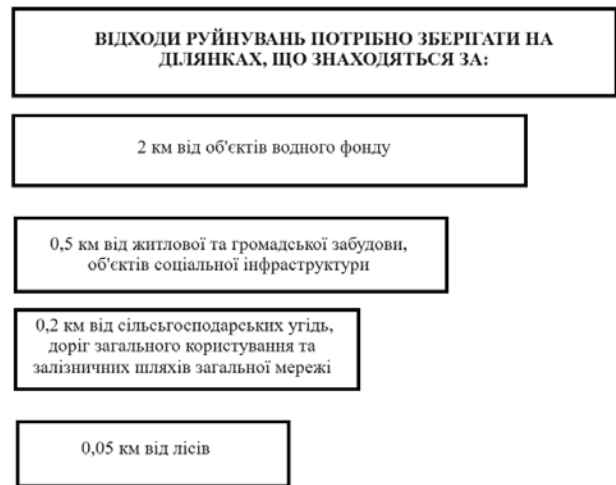 ВІДХОДИ РУЙНУВАНЬ ПОТРІБНО ЗБЕРІГАТИ НА
ДІЛЯНКАХ, ЩО ЗНАХОДЯТЬСЯ ЗА:
2 км від об'єктів водного фонду
0,5 км від житлової та громадської забудови,
об'єктів соціальної інфраструктури
0,2 км від сільсьгосподарських угідь,
доріг загального користування та
залізничних шляхів загальної мережі
0,05 км від лісів